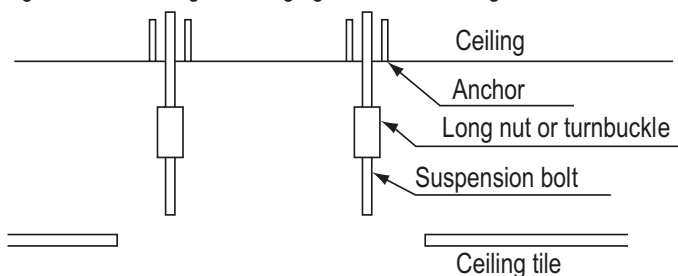 Ceiling
Anchor
Long nut or turnbuckle
Suspension bolt
Ceiling tile